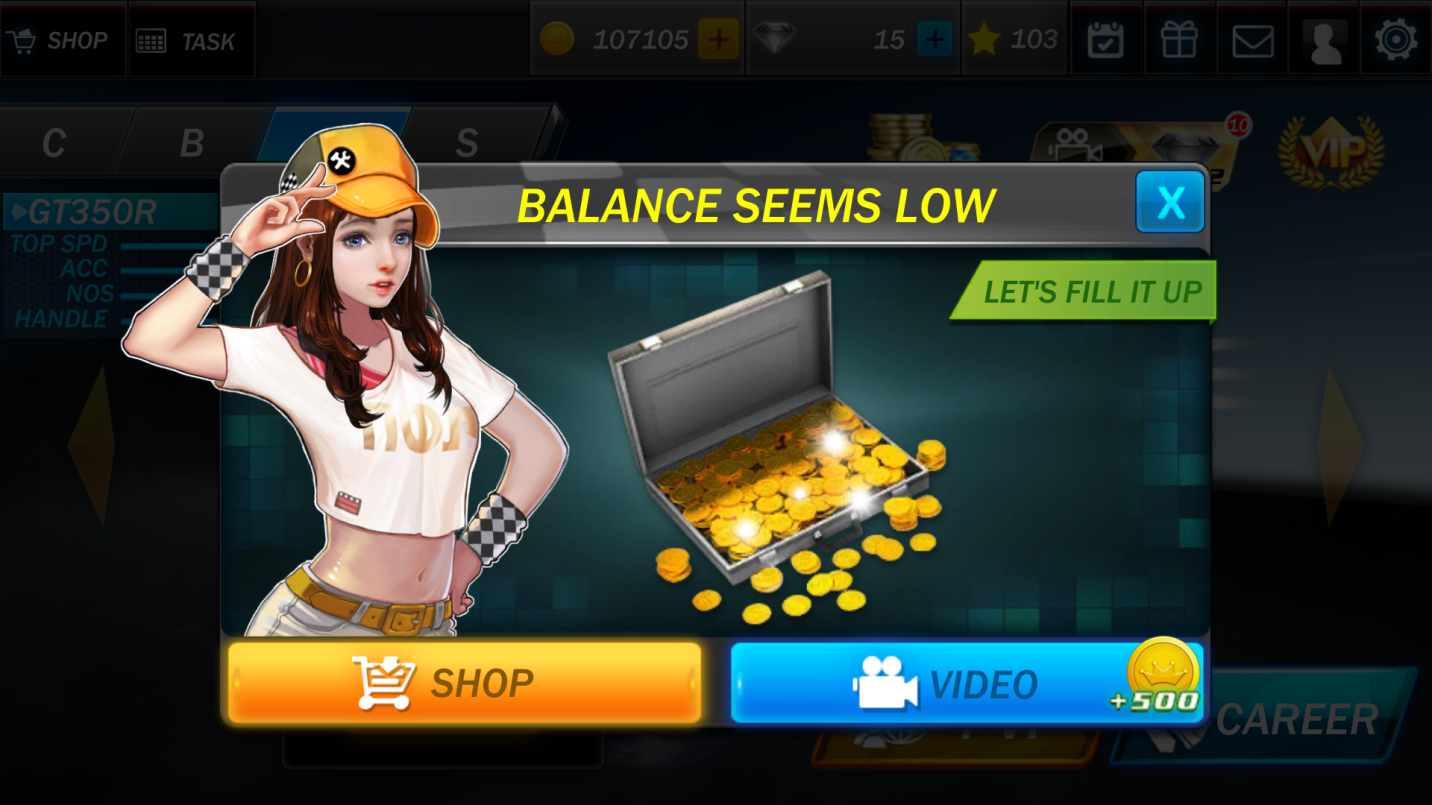 SHOP
TASK
107105
15
103
C
B
S
10
VIP
GT350R
TOP SPD
ACC
NOS
HANDLE
BALANCE SEEMS LOW
X
LET'S FILL IT UP
SHOP
VIDEO
+500
CAREER